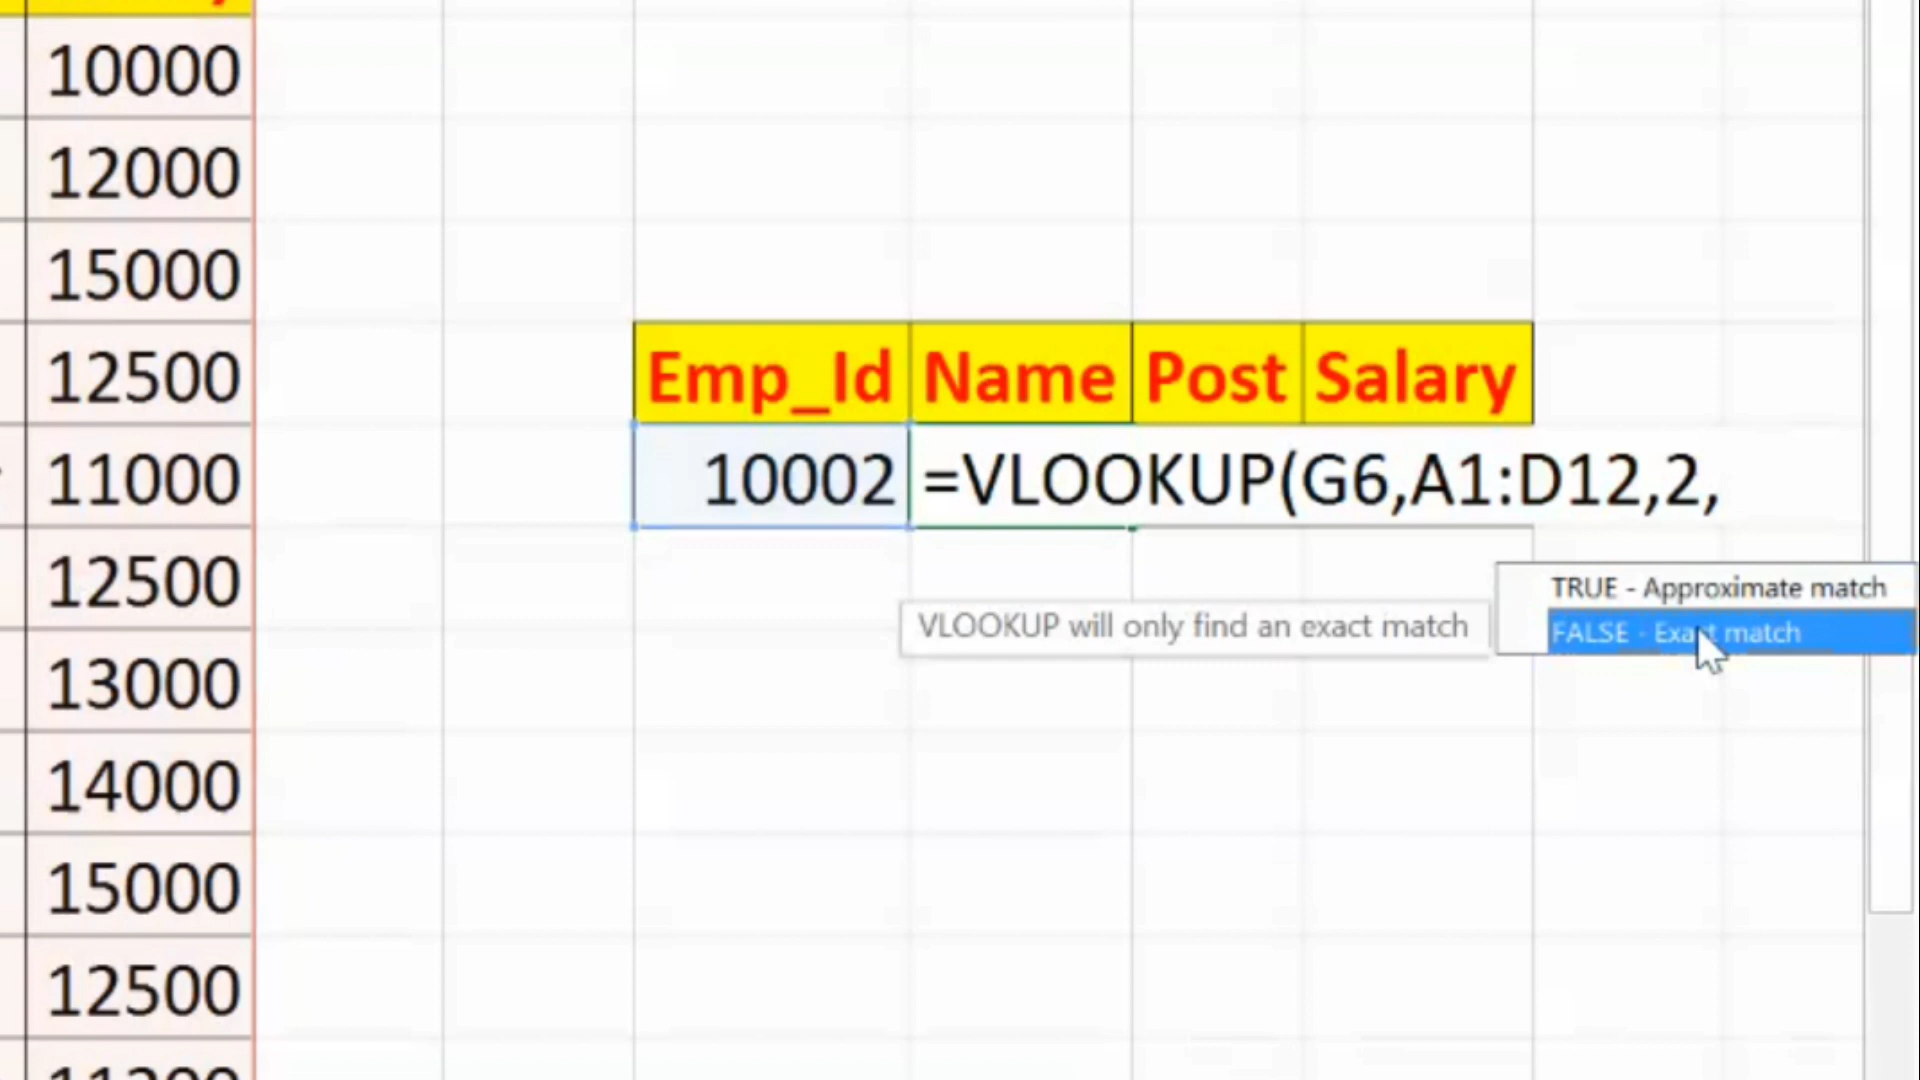 10000
12000
15000
12500
11000
12500
13000
14000
15000
12500
Emp_Id Name Post Salary
10002 =VLOOKUP(G6,A1:D12,2,
TRUE - Approximate match
FALSE - Exact match
VLOOKUP will only find an exact match